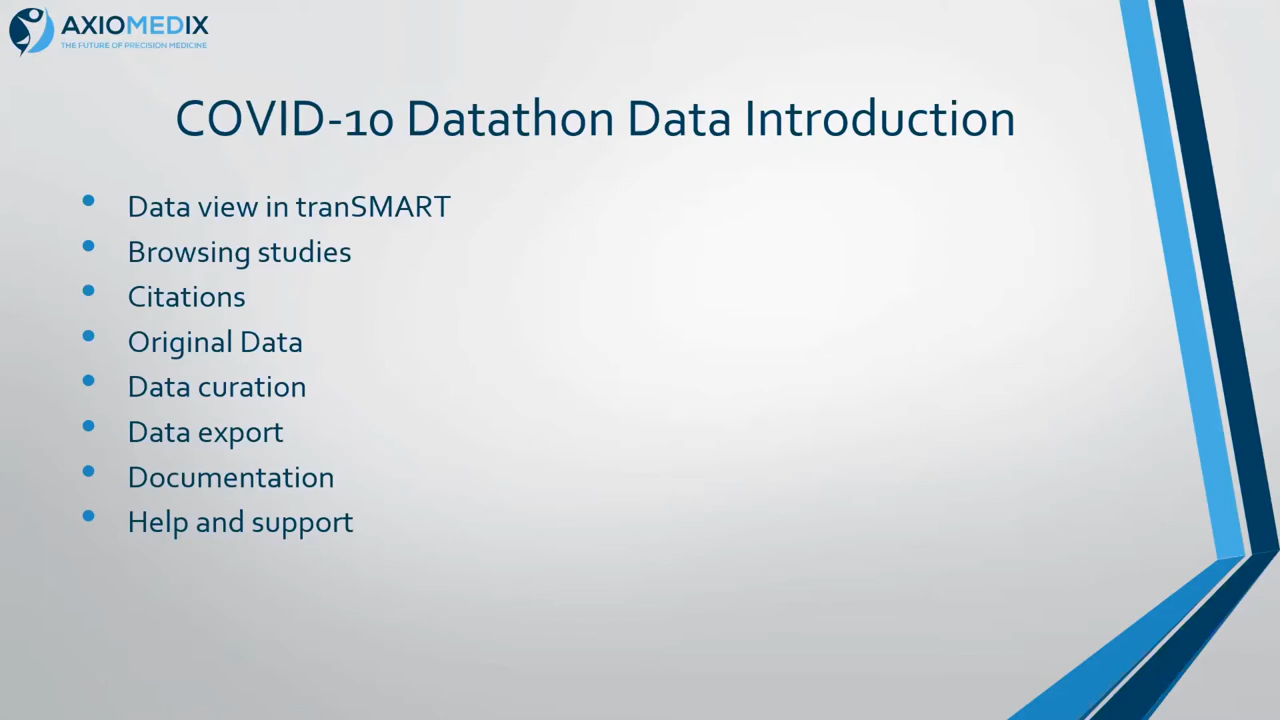 AXIOMEDIX
THE FUTURE OF PRECISION MEDICINE
COVID-10 Datathon Data Introduction
• Data view in tranSMART
• Browsing studies
• Citations
• Original Data
• Data curation
• Data export
• Documentation
• Help and support